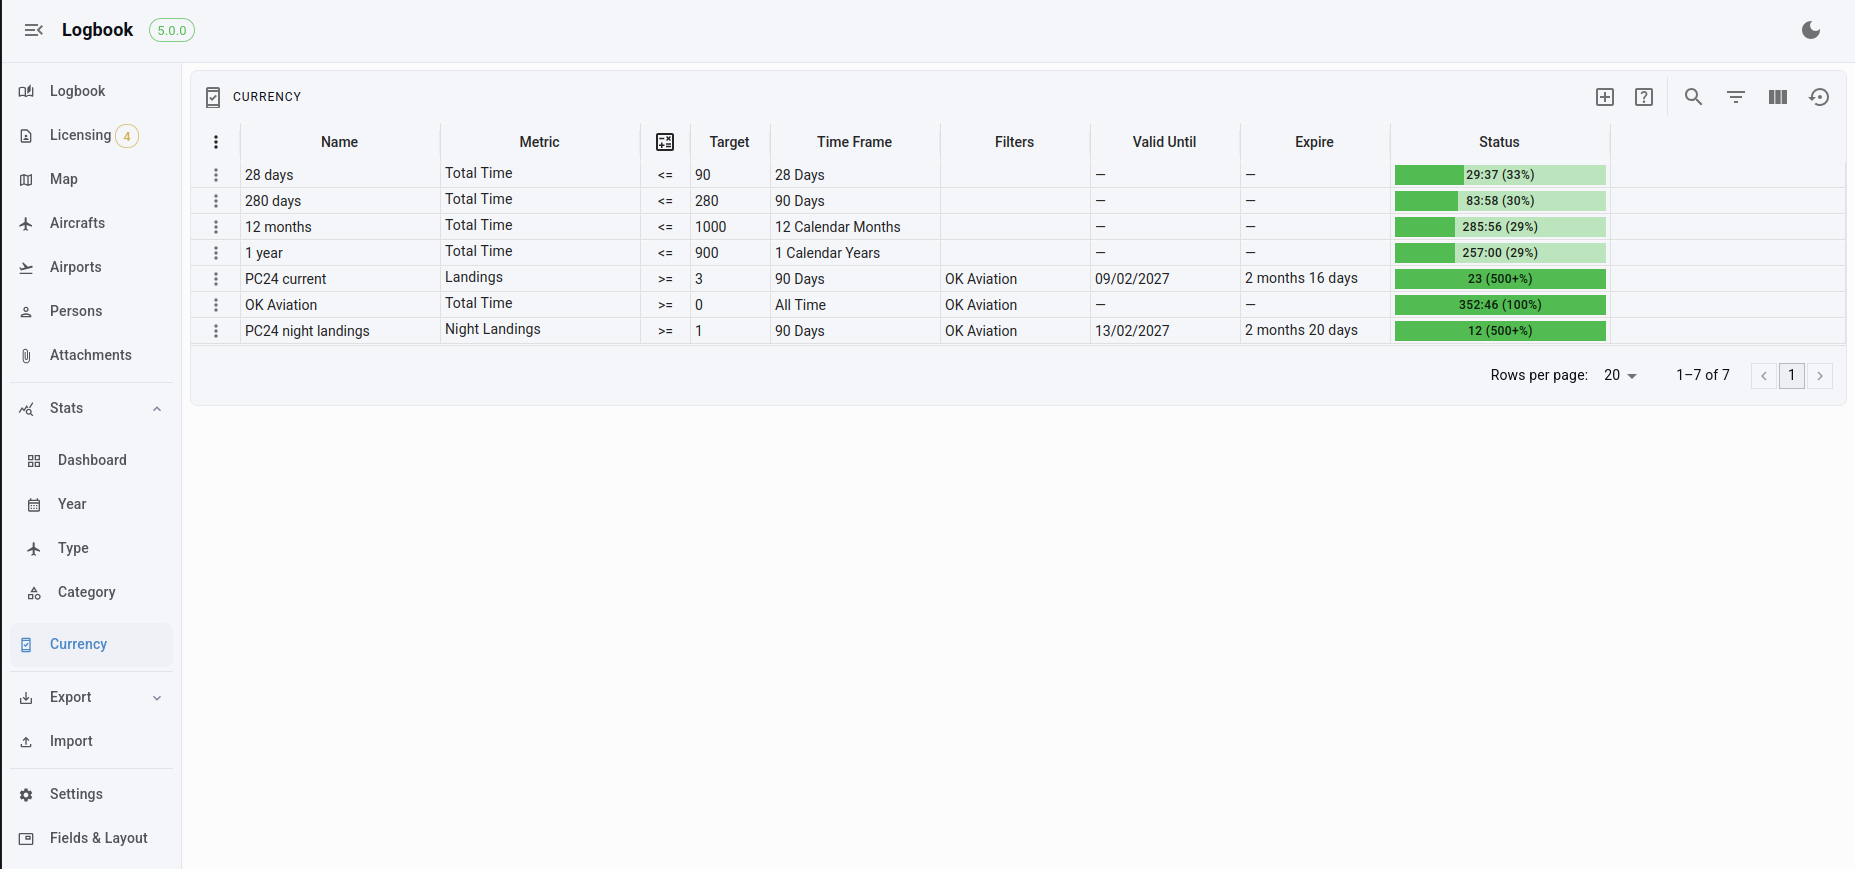 Logbook 5.0.0
Logbook
Licensing 4
Map
Aircrafts
Airports
Persons
Attachments
Stats
Dashboard
Year
Type
Category
Currency
Export
Import
Settings
Fields & Layout
CURRENCY
Name Metric Target Time Frame Filters Valid Until Expire Status
28 days Total Time <= 90 28 Days — — 29:37 (33%)
280 days Total Time <= 280 90 Days — — 83:58 (30%)
12 months Total Time <= 1000 12 Calendar Months — — 285:56 (29%)
1 year Total Time <= 900 1 Calendar Years — — 257:00 (29%)
PC24 current Landings >= 3 90 Days OK Aviation 09/02/2027 2 months 16 days 23 (500+%)
OK Aviation Total Time >= 0 All Time OK Aviation — — 352:46 (100%)
PC24 night landings Night Landings >= 1 90 Days OK Aviation 13/02/2027 2 months 20 days 12 (500+%)
Rows per page: 20 1–7 of 7 1